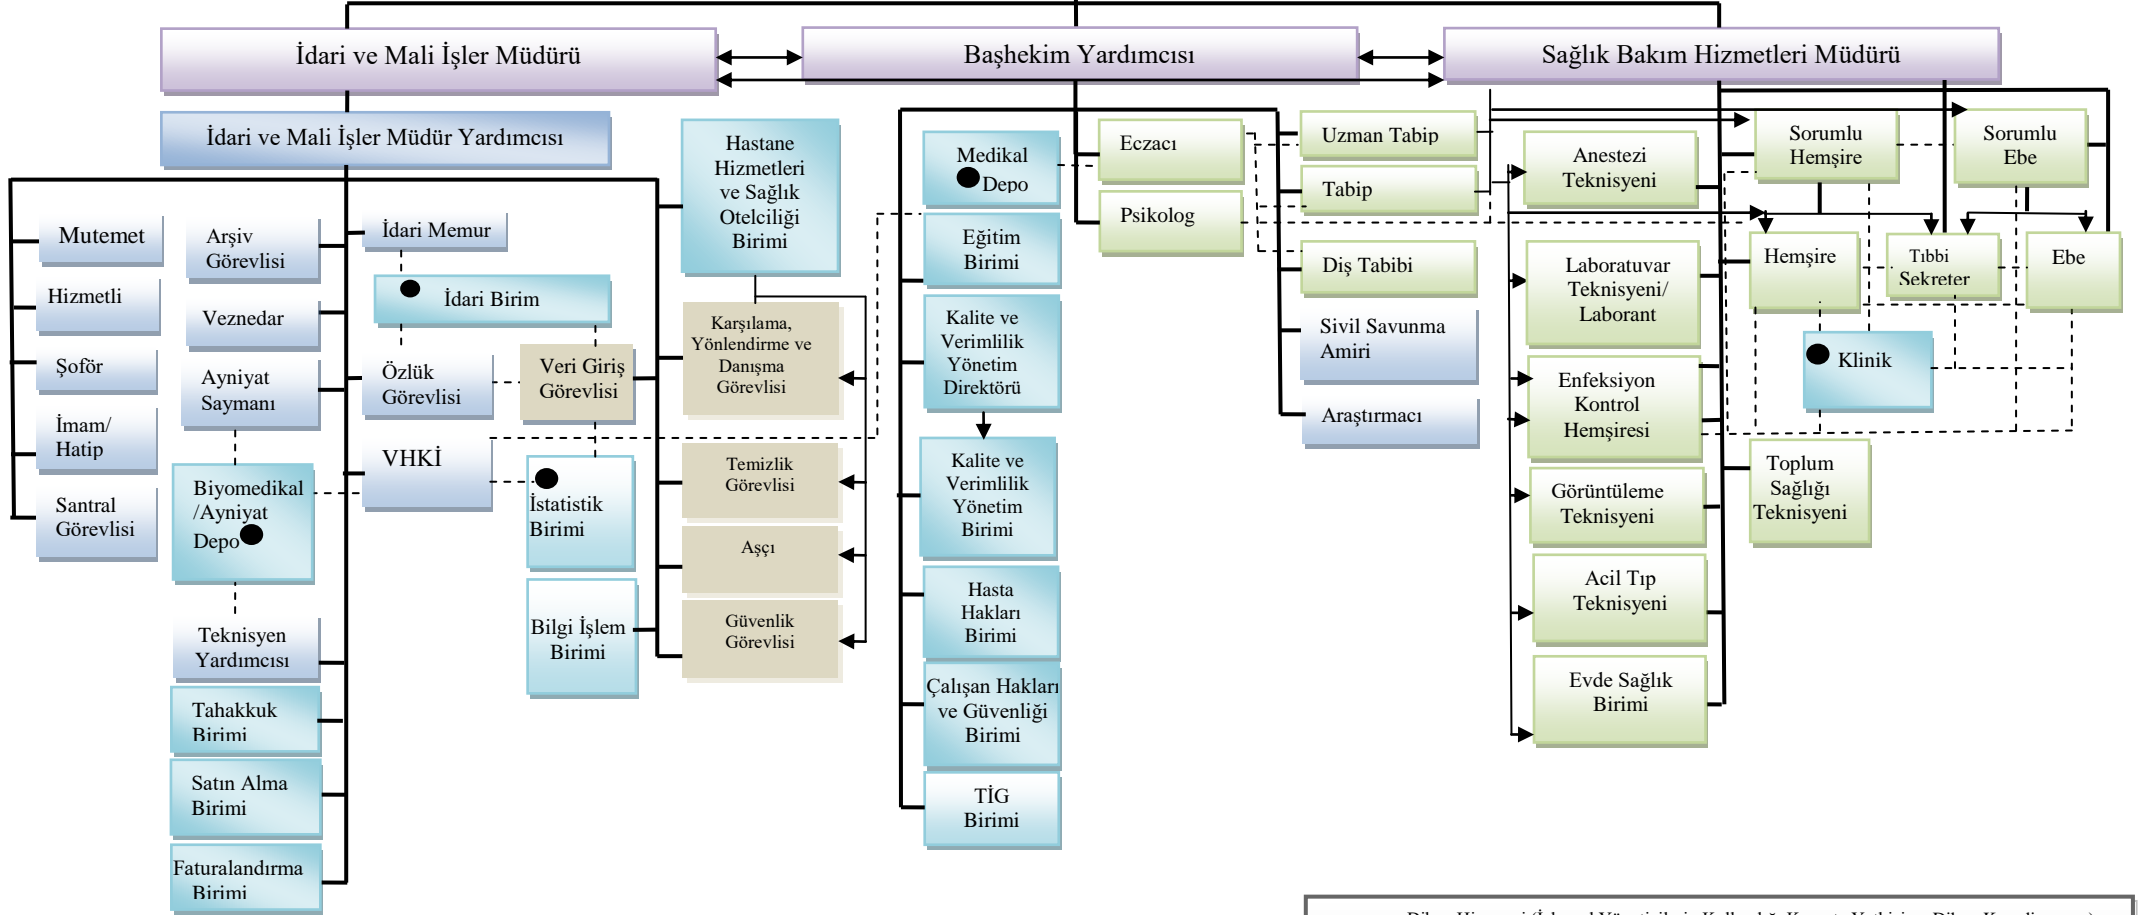 İdari ve Mali İşler Müdürü
Başhekim Yardımcısı
Sağlık Bakım Hizmetleri Müdürü
İdari ve Mali İşler Müdür Yardımcısı
Mutemet
Hizmetli
Şoför
İmam/
Hatip
Santral
Görevlisi
Arşiv
Görevlisi
Veznedar
Ayniyat
Saymanı
Biyomedikal
/Ayniyat
Depo
Teknisyen
Yardımcısı
Tahakkuk
Birimi
Satın Alma
Birimi
Faturalandırma
Birimi
İdari Memur
İdari Birim
Özlük
Görevlisi
VHKİ
Veri Giriş
Görevlisi
İstatistik
Birimi
Bilgi İşlem
Birimi
Hastane
Hizmetleri
ve Sağlık
Otelciliği
Birimi
Karşılama,
Yönlendirme ve
Danışma
Görevlisi
Temizlik
Görevlisi
Aşçı
Güvenlik
Görevlisi
Medikal
Depo
Eğitim
Birimi
Kalite ve
Verimlilik
Yönetim
Direktörü
Kalite ve
Verimlilik
Yönetim
Birimi
Hasta
Hakları
Birimi
Çalışan Hakları
ve Güvenliği
Birimi
TİG
Birimi
Eczacı
Psikolog
Uzman Tabip
Tabip
Diş Tabibi
Sivil Savunma
Amiri
Araştırmacı
Anestezi
Teknisyeni
Laboratuvar
Teknisyeni/
Laborant
Enfeksiyon
Kontrol
Hemşiresi
Görüntüleme
Teknisyeni
Acil Tıp
Teknisyeni
Evde Sağlık
Birimi
Sorumlu
Hemşire
Sorumlu
Ebe
Hemşire
Tıbbi
Sekreter
Ebe
Klinik
Toplum
Sağlığı
Teknisyeni